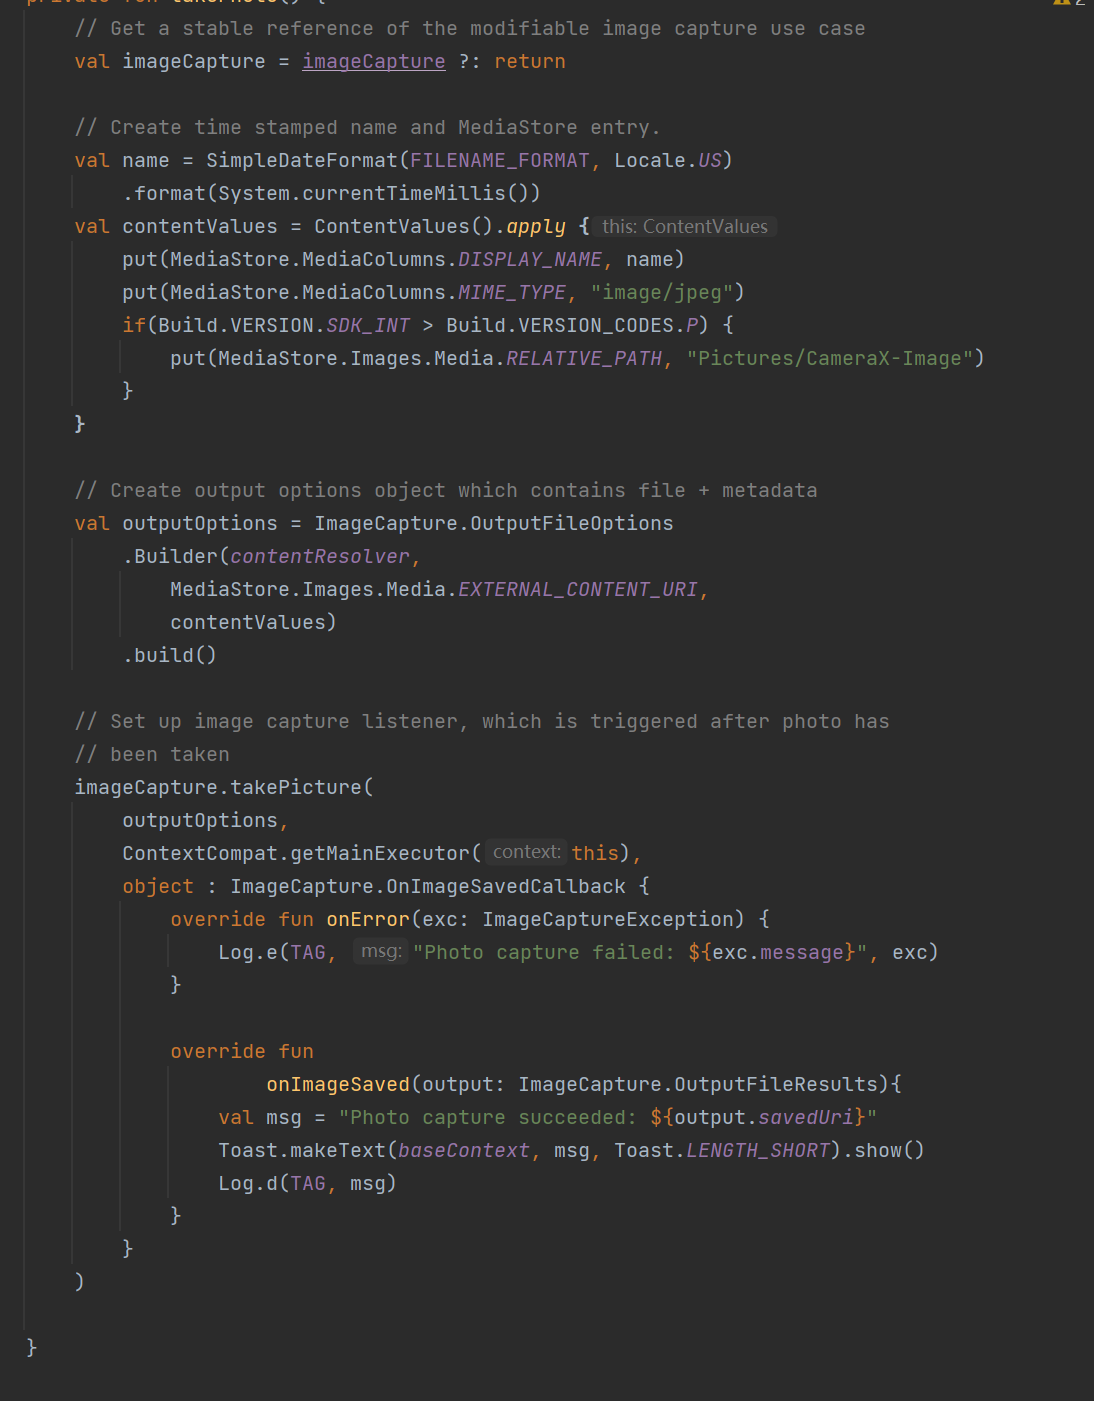 private fun takePhoto() {
2
// Get a stable reference of the modifiable image capture use case
val imageCapture = imageCapture ?: return
// Create time stamped name and MediaStore entry.
val name = SimpleDateFormat(FILENAME_FORMAT, Locale.US)
.format(System.currentTimeMillis())
val contentValues = ContentValues().apply { this: ContentValues
put(MediaStore.MediaColumns.DISPLAY_NAME, name)
put(MediaStore.MediaColumns.MIME_TYPE, "image/jpeg")
if(Build.VERSION.SDK_INT > Build.VERSION_CODES.P) {
put(MediaStore.Images.Media.RELATIVE_PATH, "Pictures/CameraX-Image")
}
}
// Create output options object which contains file + metadata
val outputOptions = ImageCapture.OutputFileOptions
.Builder(contentResolver,
MediaStore.Images.Media.EXTERNAL_CONTENT_URI,
contentValues)
.build()
// Set up image capture listener, which is triggered after photo has
// been taken
imageCapture.takePicture(
outputOptions,
ContextCompat.getMainExecutor( context: this),
object : ImageCapture.OnImageSavedCallback {
override fun onError(exc: ImageCaptureException) {
Log.e(TAG, msg: "Photo capture failed: ${exc.message}", exc)
}
override fun
onImageSaved(output: ImageCapture.OutputFileResults){
val msg = "Photo capture succeeded: ${output.savedUri}"
Toast.makeText(baseContext, msg, Toast.LENGTH_SHORT).show()
Log.d(TAG, msg)
}
}
)
}